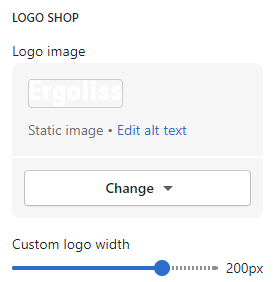 LOGO SHOP
Logo image
Ergoliss
Static image • Edit alt text
Change
Custom logo width
200px